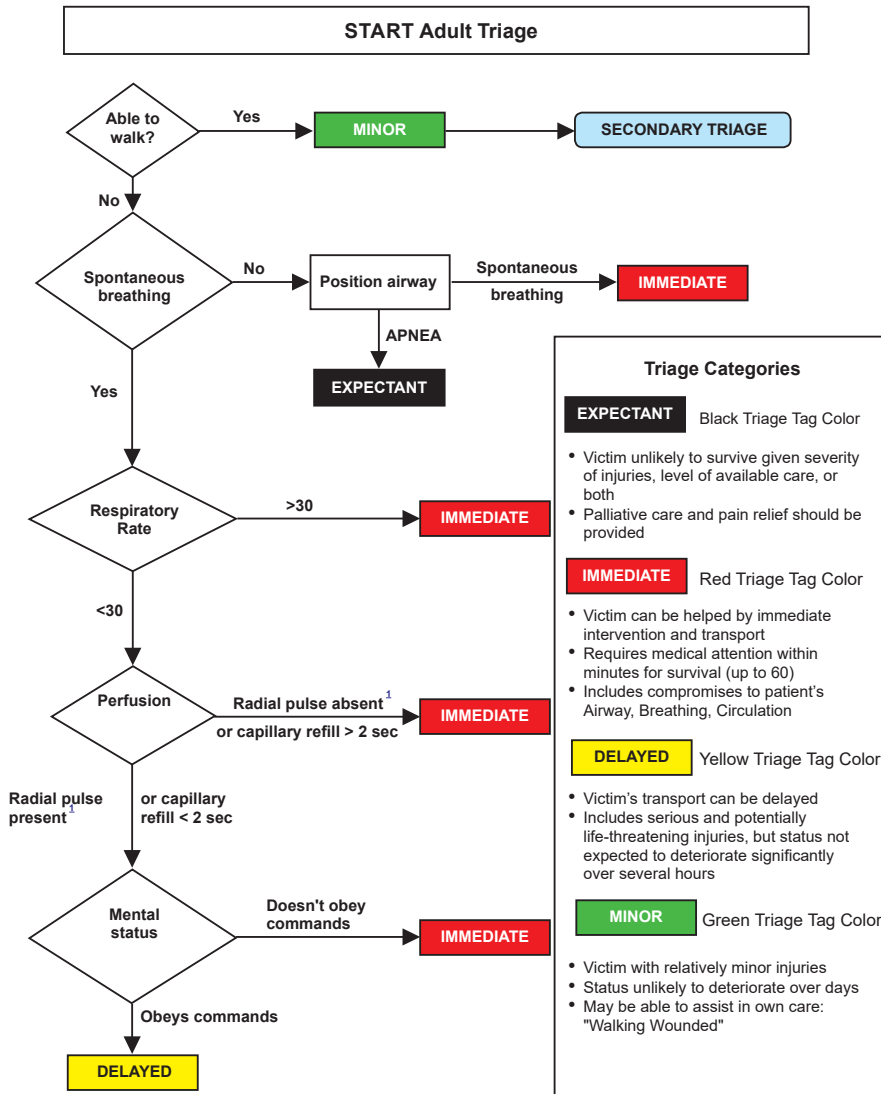 START Adult Triage
Able to
walk?
Yes
MINOR
SECONDARY TRIAGE
No
Spontaneous
breathing
No
Position airway
Spontaneous
breathing
IMMEDIATE
APNEA
EXPECTANT
Yes
Respiratory
Rate
>30
IMMEDIATE
<30
Perfusion
Radial pulse absent 1
or capillary refill > 2 sec
IMMEDIATE
Radial pulse
present 1
or capillary
refill < 2 sec
Mental
status
Doesn't obey
commands
IMMEDIATE
Obeys commands
DELAYED
Triage Categories
EXPECTANT Black Triage Tag Color
• Victim unlikely to survive given severity
of injuries, level of available care, or
both
• Palliative care and pain relief should be
provided
IMMEDIATE Red Triage Tag Color
• Victim can be helped by immediate
intervention and transport
• Requires medical attention within
minutes for survival (up to 60)
• Includes compromises to patient’s
Airway, Breathing, Circulation
DELAYED Yellow Triage Tag Color
• Victim’s transport can be delayed
• Includes serious and potentially
life-threatening injuries, but status not
expected to deteriorate significantly
over several hours
MINOR Green Triage Tag Color
• Victim with relatively minor injuries
• Status unlikely to deteriorate over days
• May be able to assist in own care:
"Walking Wounded"